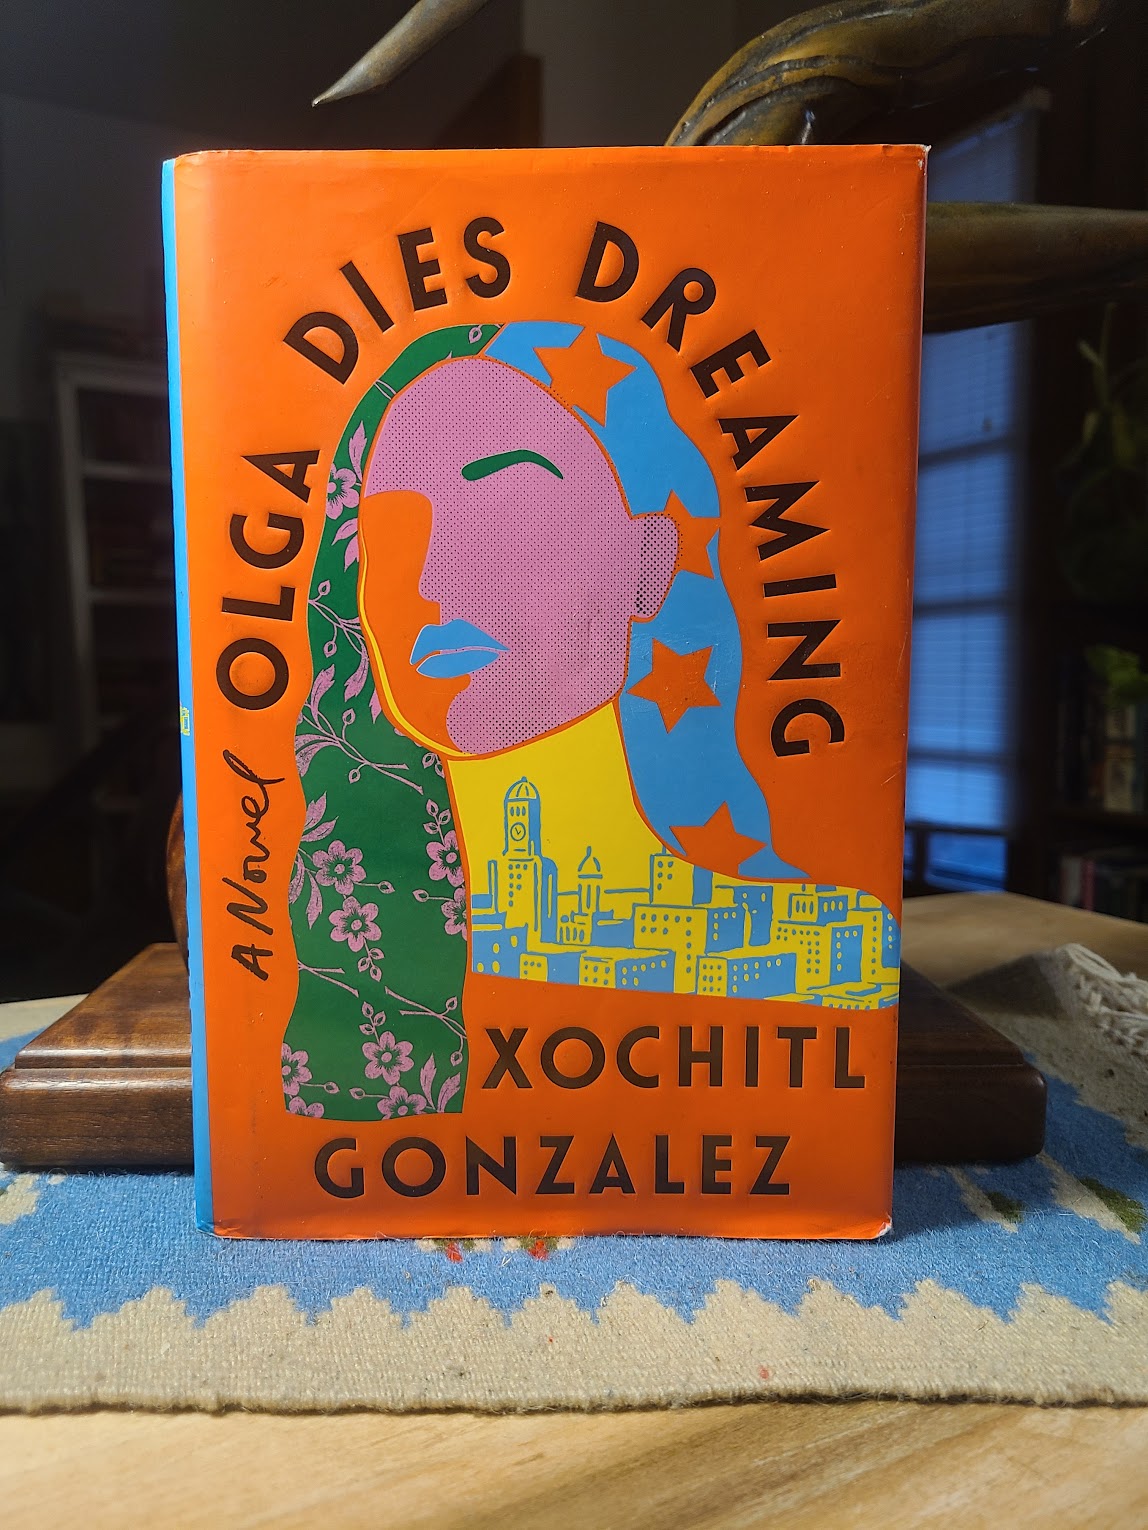 OLGA DIES DREAMING
A Novel
XOCHITL
GONZALEZ